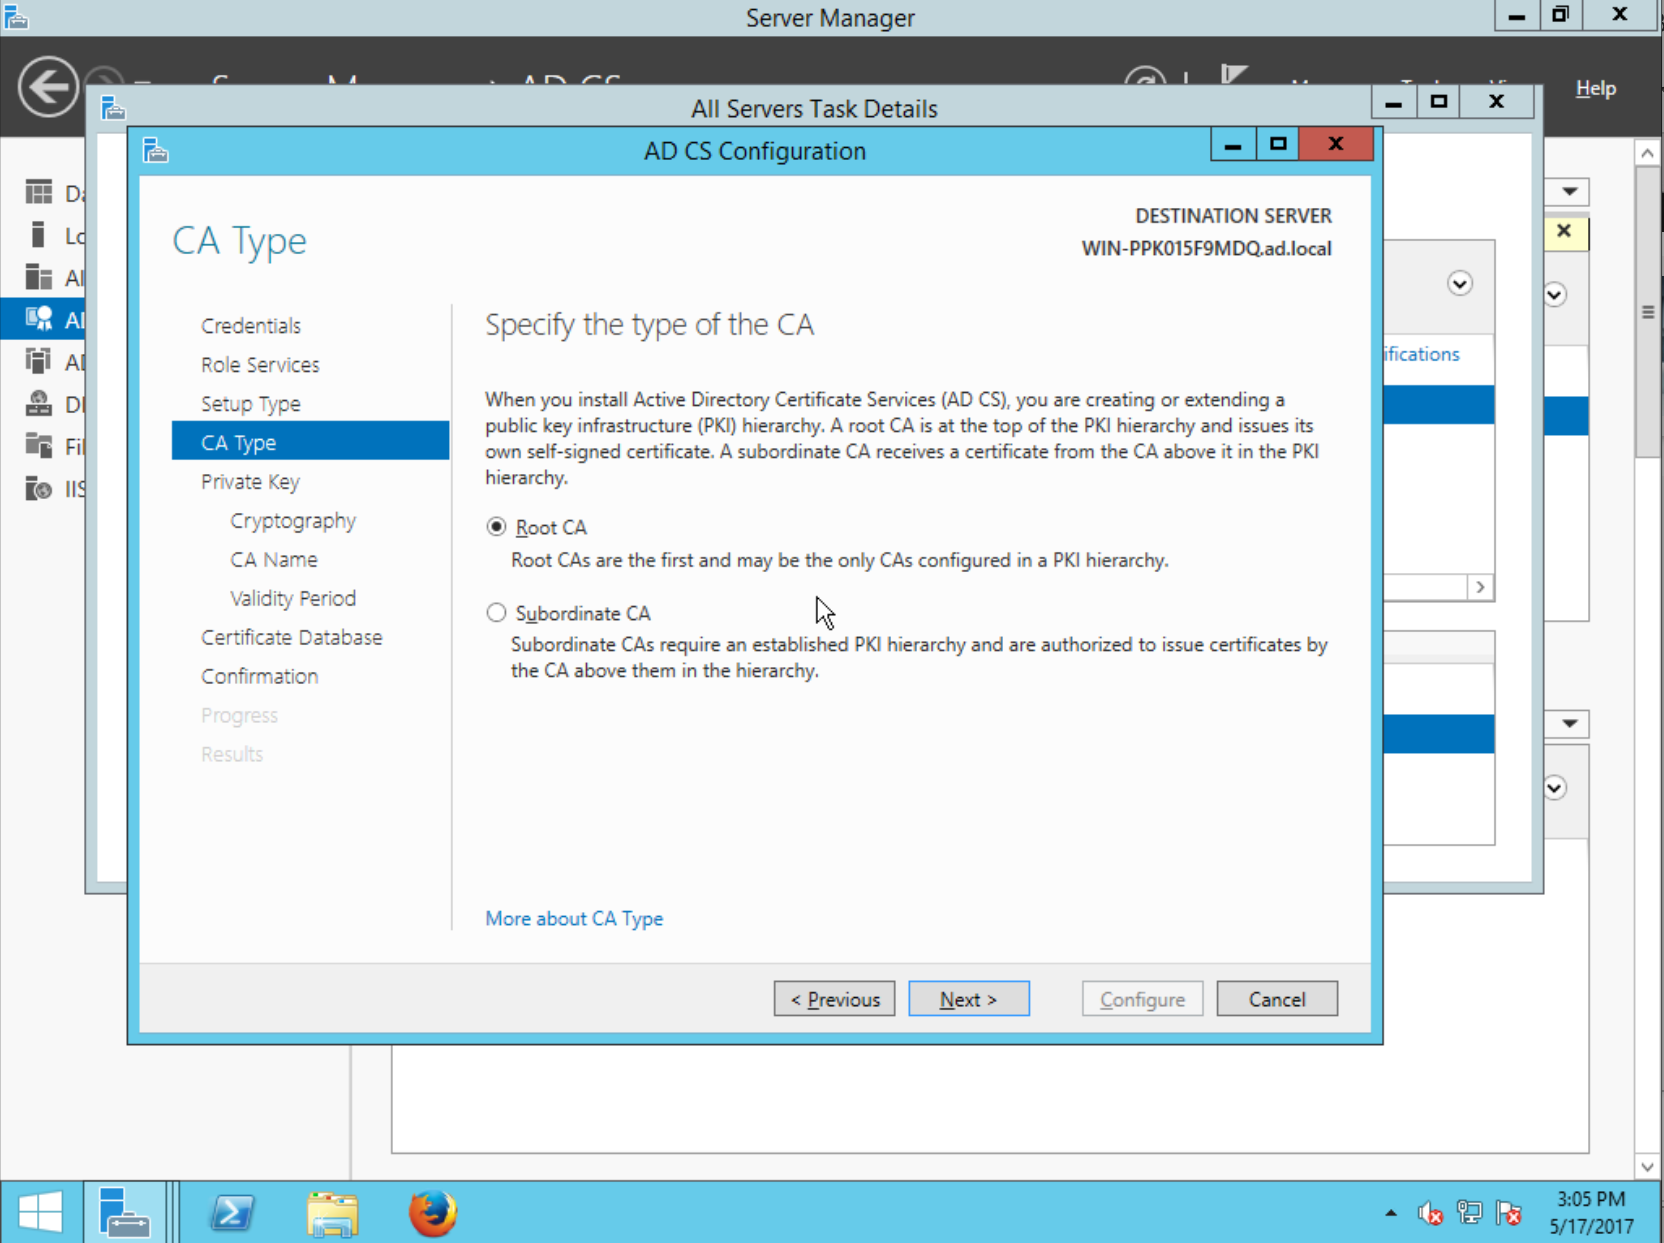 Server Manager
Help
All Servers Task Details
AD CS Configuration
CA Type
DESTINATION SERVER
WIN-PPK015F9MDQ.ad.local
Credentials
Role Services
Setup Type
CA Type
Private Key
Cryptography
CA Name
Validity Period
Certificate Database
Confirmation
Progress
Results
Specify the type of the CA
When you install Active Directory Certificate Services (AD CS), you are creating or extending a
public key infrastructure (PKI) hierarchy. A root CA is at the top of the PKI hierarchy and issues its
own self-signed certificate. A subordinate CA receives a certificate from the CA above it in the PKI
hierarchy.
Root CA
Root CAs are the first and may be the only CAs configured in a PKI hierarchy.
Subordinate CA
Subordinate CAs require an established PKI hierarchy and are authorized to issue certificates by
the CA above them in the hierarchy.
More about CA Type
< Previous
Next >
Configure
Cancel
ifications
IIS
3:05 PM
5/17/2017